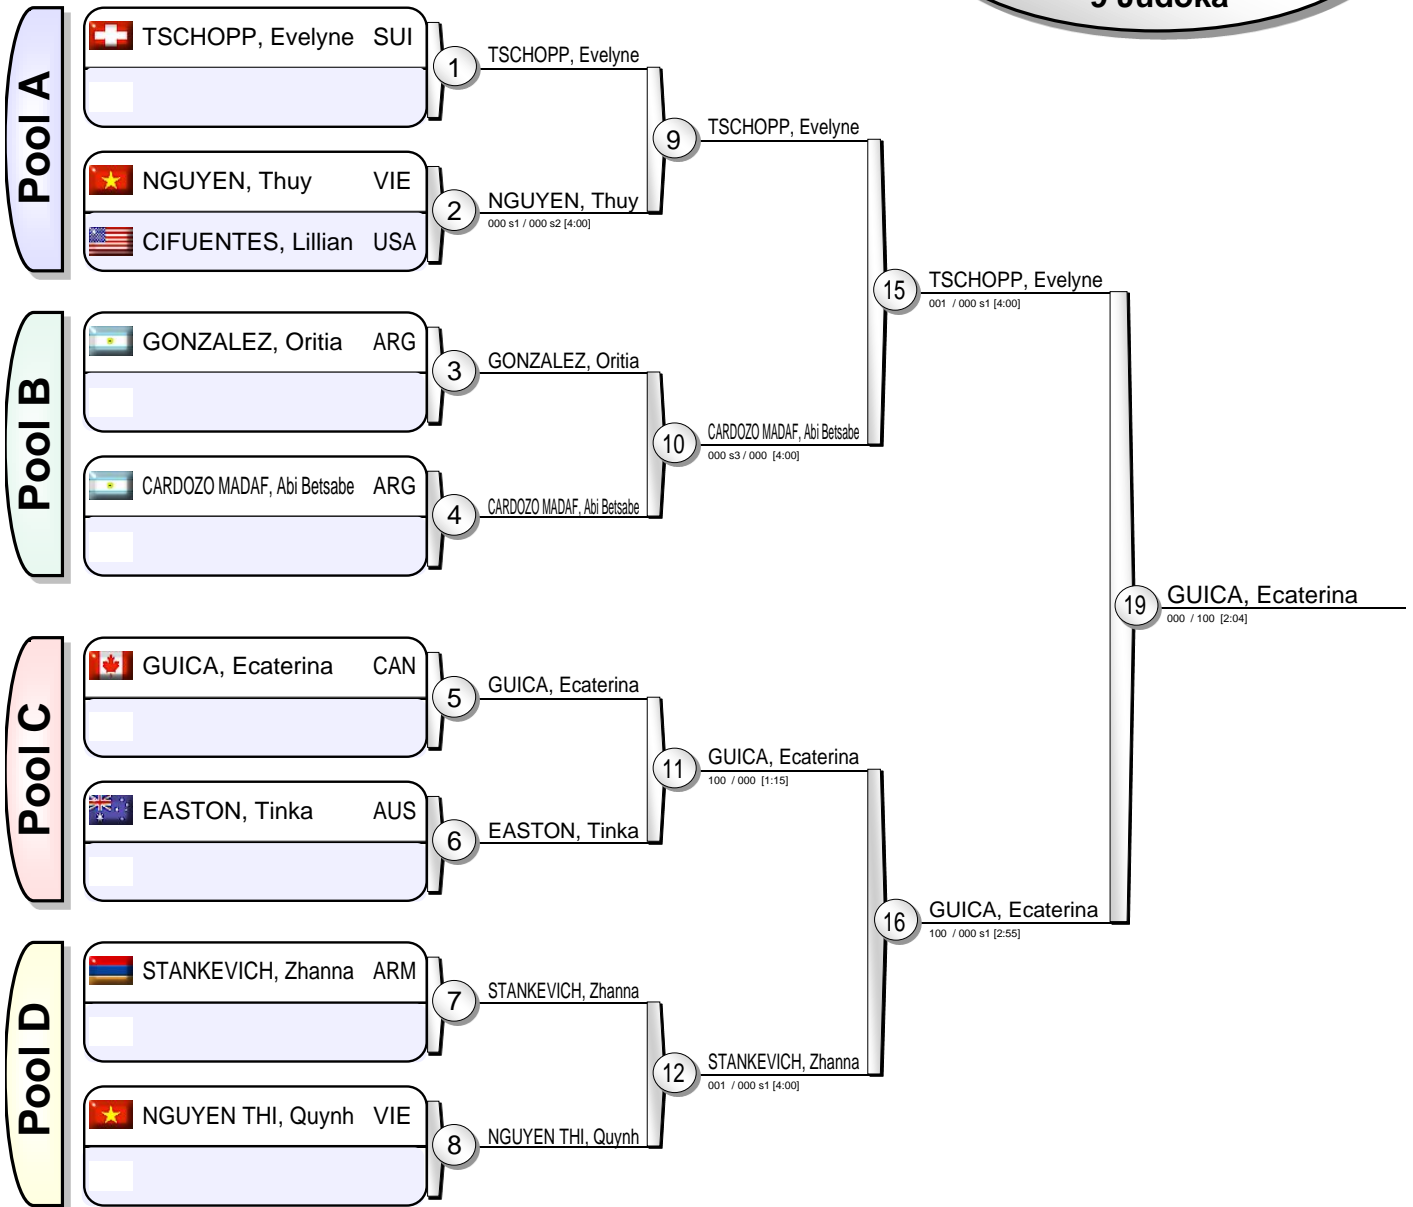 9 Judoka
Pool A
TSCHOPP, Evelyne SUI
1
TSCHOPP, Evelyne
NGUYEN, Thuy VIE
CIFUENTES, Lillian USA
2
NGUYEN, Thuy
000 s1 / 000 s2 [4:00]
9
TSCHOPP, Evelyne
Pool B
GONZALEZ, Oritia ARG
3
GONZALEZ, Oritia
CARDOZO MADAF, Abi Betsabe ARG
4
CARDOZO MADAF, Abi Betsabe
10
CARDOZO MADAF, Abi Betsabe
000 s3 / 000 [4:00]
15
TSCHOPP, Evelyne
001 / 000 s1 [4:00]
Pool C
GUICA, Ecaterina CAN
5
GUICA, Ecaterina
EASTON, Tinka AUS
6
EASTON, Tinka
11
GUICA, Ecaterina
100 / 000 [1:15]
Pool D
STANKEVICH, Zhanna ARM
7
STANKEVICH, Zhanna
NGUYEN THI, Quynh VIE
8
NGUYEN THI, Quynh
12
STANKEVICH, Zhanna
001 / 000 s1 [4:00]
16
GUICA, Ecaterina
100 / 000 s1 [2:55]
19
GUICA, Ecaterina
000 / 100 [2:04]